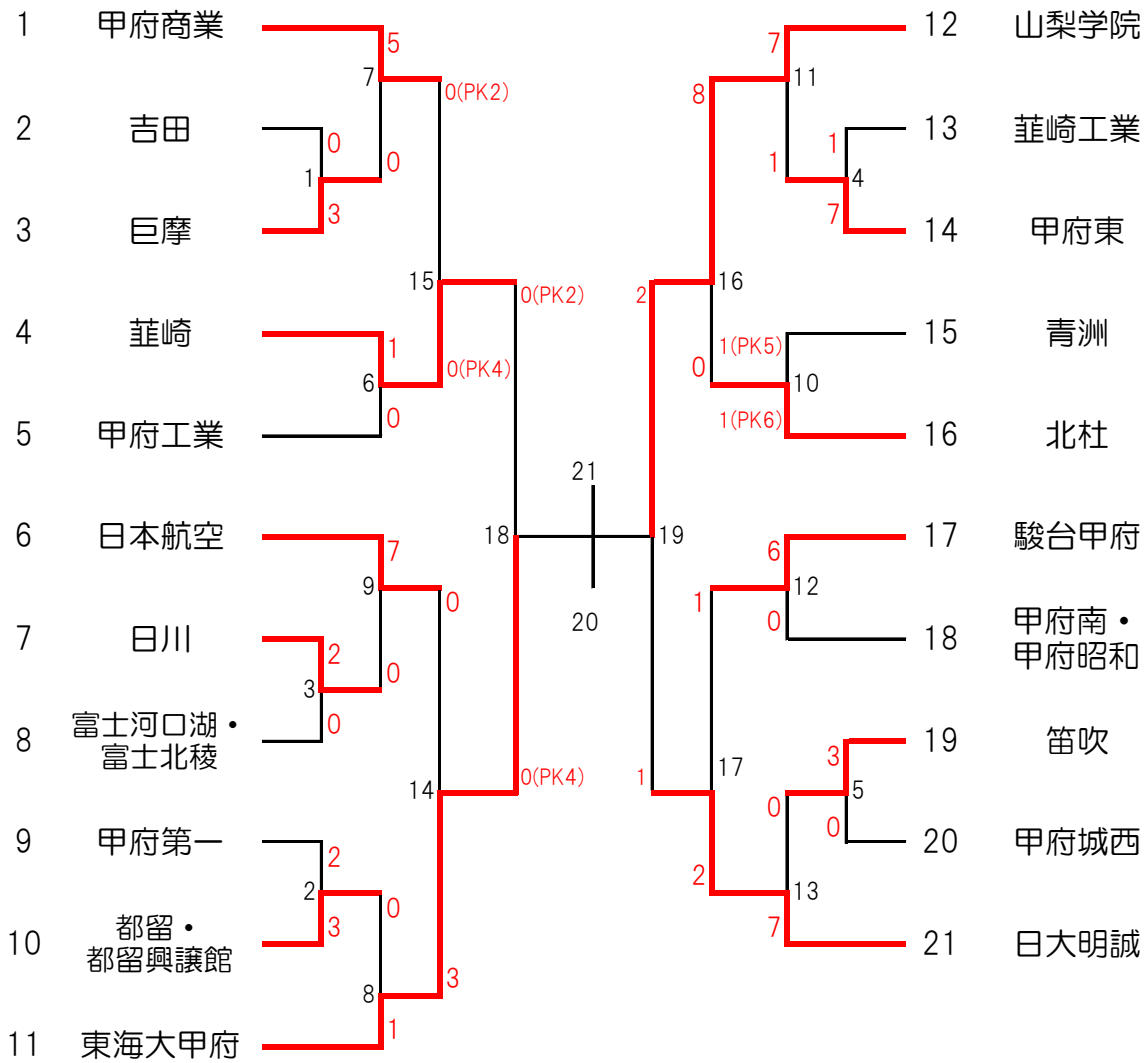 1 甲府商業
2 吉田
3 巨摩
4 韮崎
5 甲府工業
6 日本航空
7 日川
8 富士河口湖・
富士北稜
9 甲府第一
10 都留・
都留興譲館
11 東海大甲府
5
7
0(PK2)
0
0
1
3
15
0(PK2)
1
0(PK4)
6
0
7
18
9
0
2
0
3
0
14
0(PK4)
2
2
0
3
3
8
1
21
20
7
11
8
1
1
4
7
16
2
1(PK5)
0
10
1(PK6)
19
6
12
1
0
17
3
1
0
5
0
2
13
7
12 山梨学院
13 韮崎工業
14 甲府東
15 青洲
16 北杜
17 駿台甲府
18 甲府南・
甲府昭和
19 笛吹
20 甲府城西
21 日大明誠